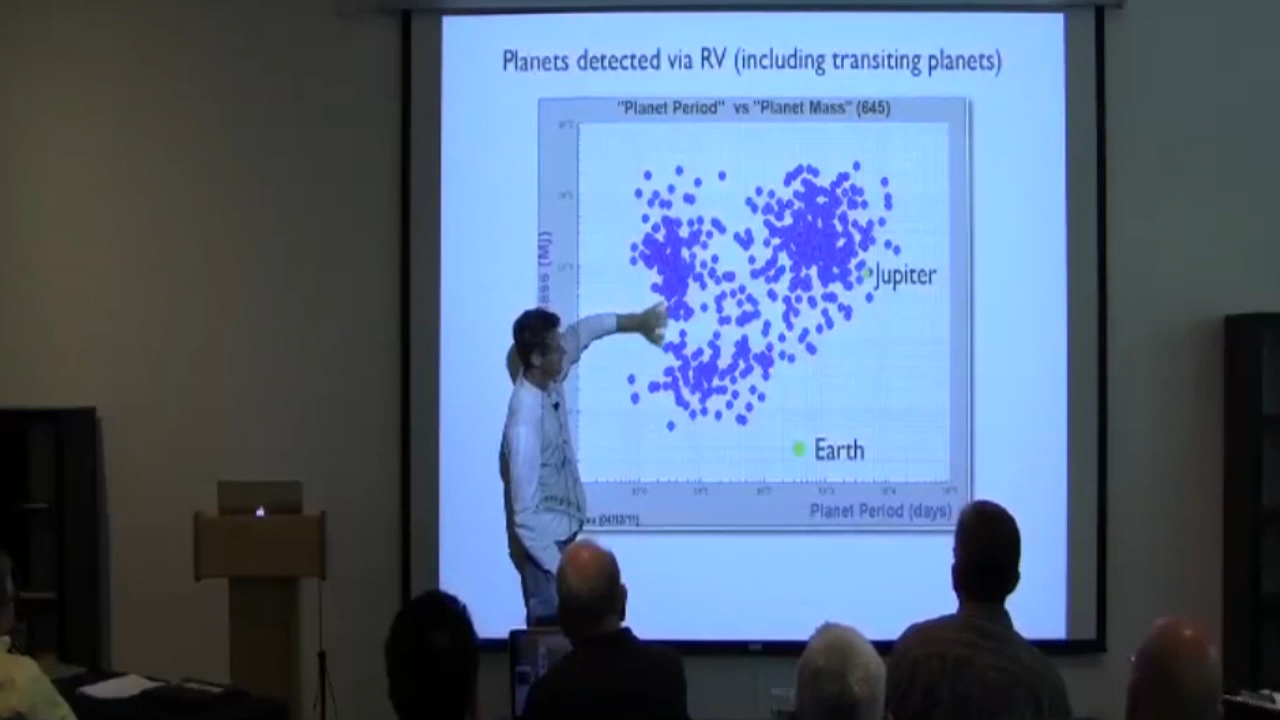 Planets detected via RV (including transiting planets)
"Planet Period" vs "Planet Mass" (645)
Jupiter
Earth
Planet Period (days)